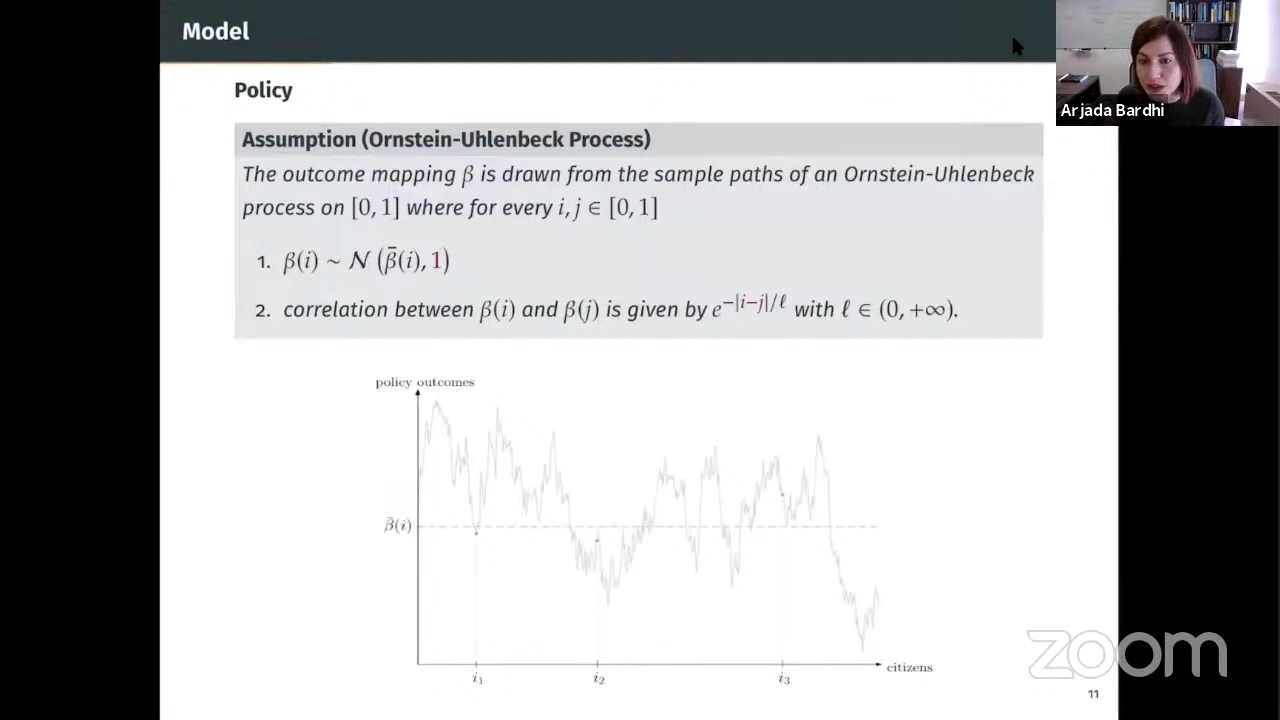 Model
Arjada Bardhi
Policy
Assumption (Ornstein-Uhlenbeck Process)
The outcome mapping β is drawn from the sample paths of an Ornstein-Uhlenbeck
process on [0, 1] where for every i, j ∈ [0, 1]
1. β(i) ∼ N (β̄(i), 1)
2. correlation between β(i) and β(j) is given by e^{−|i−j|/ℓ} with ℓ ∈ (0, +∞).
policy outcomes
β̄(i)
citizens
i₁ i₂ i₃
zoom
11